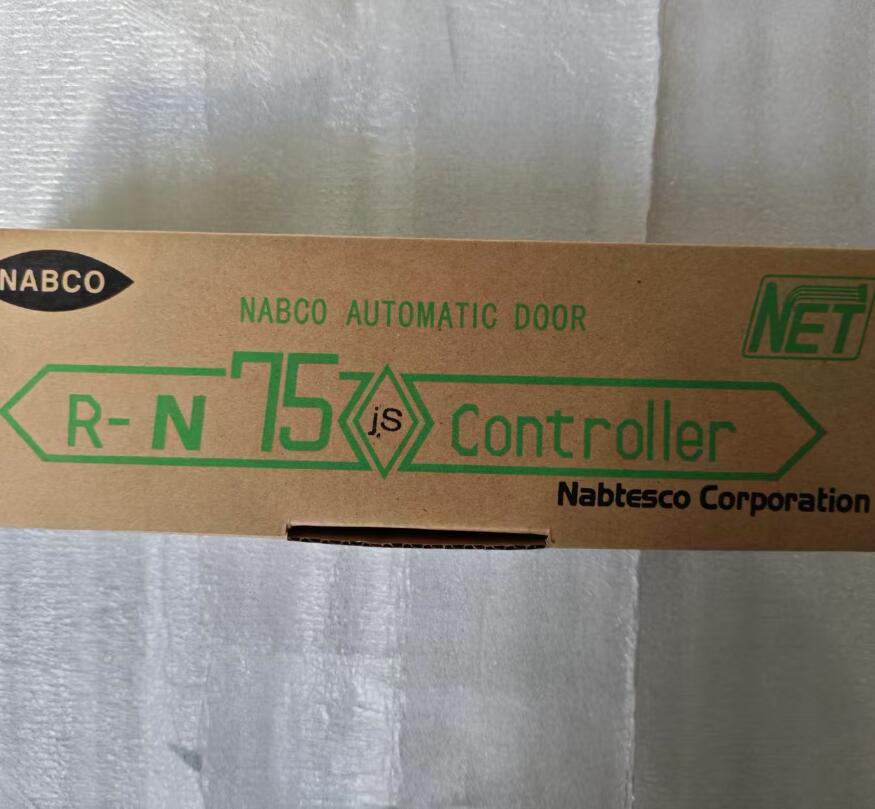 NABCO
NABCO AUTOMATIC DOOR
NET
R-N 75 jS Controller
Nabtesco Corporation